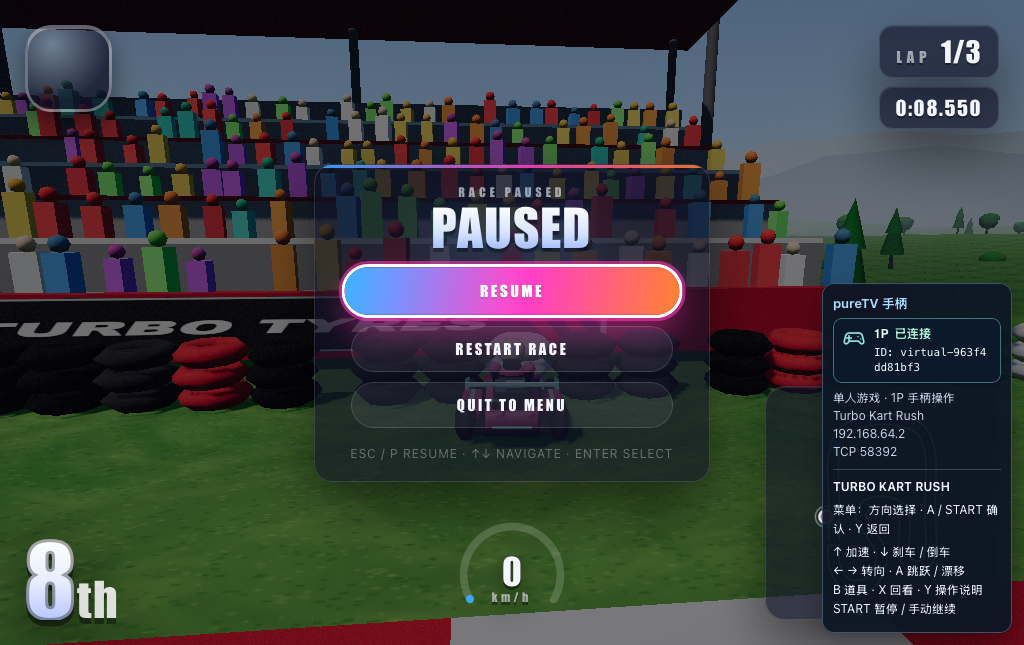 LAP 1/3
0:08.550
RACE PAUSED
PAUSED
RESUME
RESTART RACE
QUIT TO MENU
ESC / P RESUME · ↑↓ NAVIGATE · ENTER SELECT
TURBO TYRES
8th
0
km/h
pureTV 手柄
1P 已连接
ID: virtual-963f4
dd81bf3
单人游戏 · 1P 手柄操作
Turbo Kart Rush
192.168.64.2
TCP 58392
TURBO KART RUSH
菜单: 方向选择 · A / START 确
认 · Y 返回
↑ 加速 · ↓ 刹车 / 倒车
← → 转向 · A 跳跃 / 漂移
B 道具 · X 回看 · Y 操作说明
START 暂停 / 手动继续